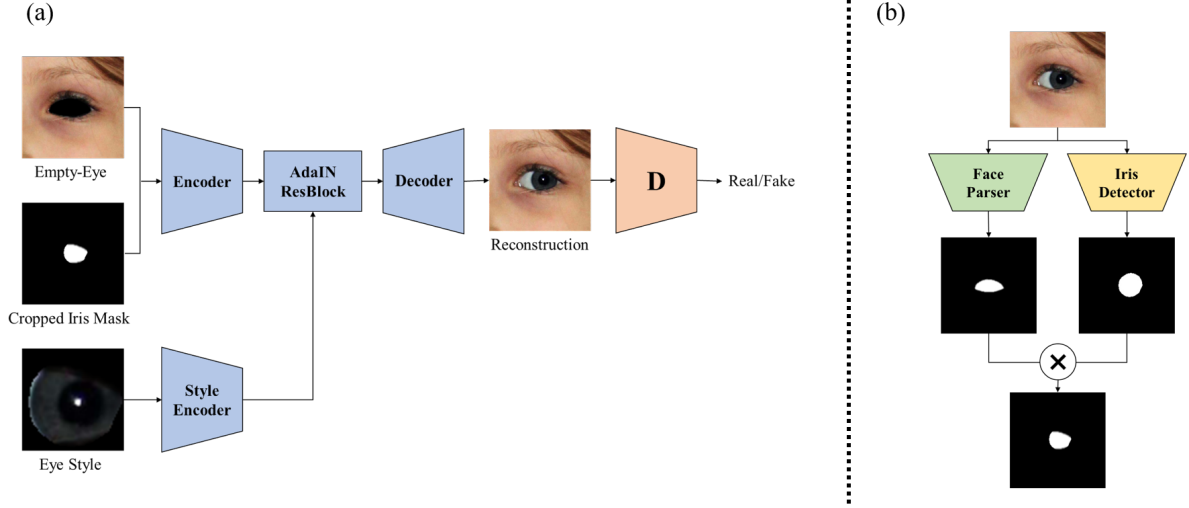 (a)
Empty-Eye
Cropped Iris Mask
Eye Style
Encoder
Style
Encoder
AdaIN
ResBlock
Decoder
Reconstruction
D
Real/Fake
(b)
Face
Parser
Iris
Detector